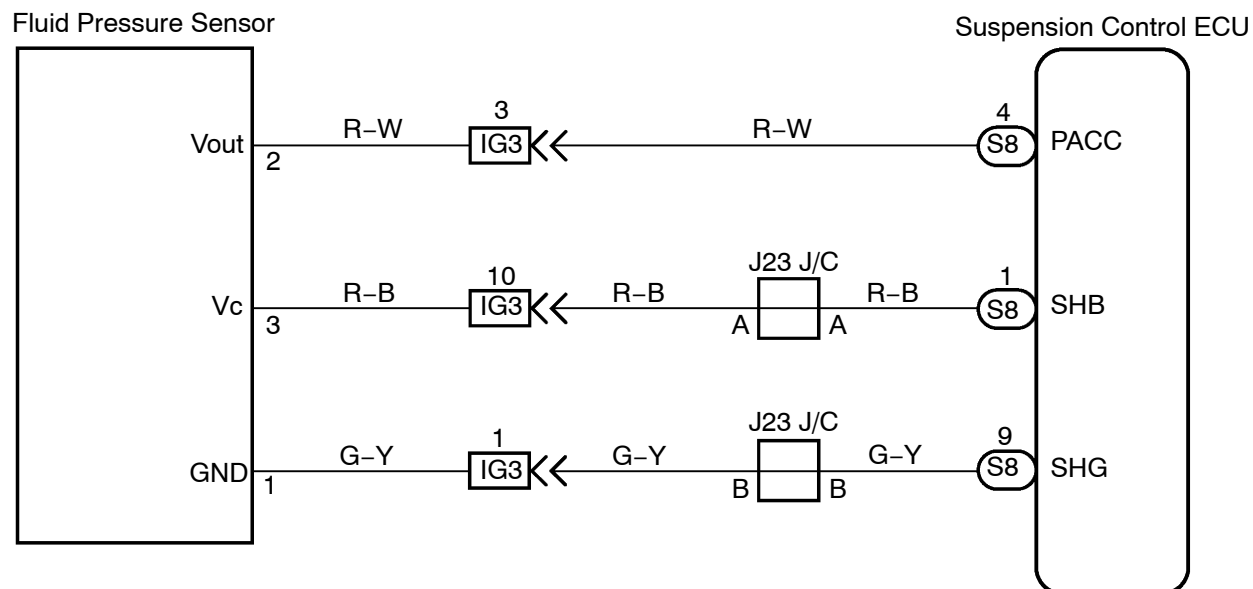 Fluid Pressure Sensor
Suspension Control ECU
Vout
2
R–W
3
IG3
R–W
4
S8
PACC
Vc
3
R–B
10
IG3
R–B
J23 J/C
A
A
R–B
1
S8
SHB
GND
1
G–Y
1
IG3
G–Y
J23 J/C
B
B
G–Y
9
S8
SHG